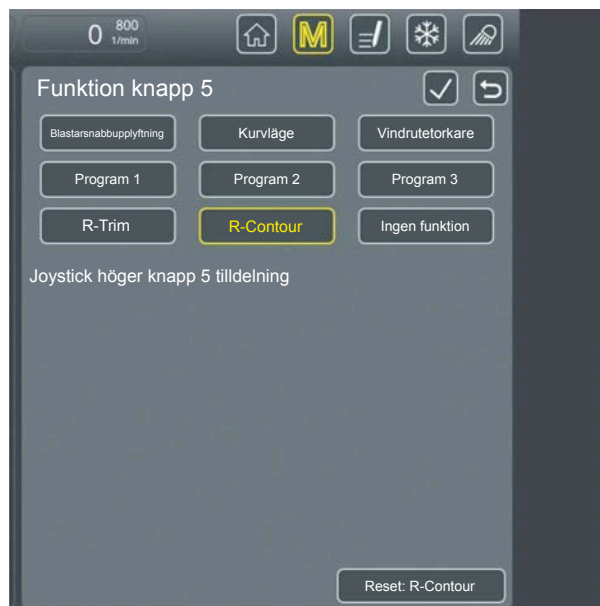 0 800
1/min
M
Funktion knapp 5
Blastarsnabbupplyftning Kurvläge Vindrutetorkare
Program 1 Program 2 Program 3
R-Trim R-Contour Ingen funktion
Joystick höger knapp 5 tilldelning
Reset: R-Contour